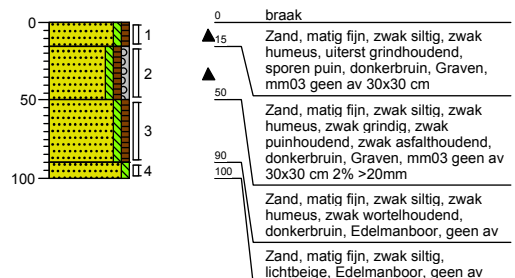 0
50
100
1
2
3
4
0
braak
15
Zand, matig fijn, zwak siltig, zwak
humeus, uiterst grindhoudend,
sporen puin, donkerbruin, Graven,
mm03 geen av 30x30 cm
50
Zand, matig fijn, zwak siltig, zwak
humeus, zwak grindig, zwak
puinhoudend, zwak asfalthoudend,
donkerbruin, Graven, mm03 geen av
30x30 cm 2% >20mm
90
Zand, matig fijn, zwak siltig, zwak
humeus, zwak wortelhoudend,
donkerbruin, Edelmanboor, geen av
100
Zand, matig fijn, zwak siltig,
lichtbeige, Edelmanboor, geen av